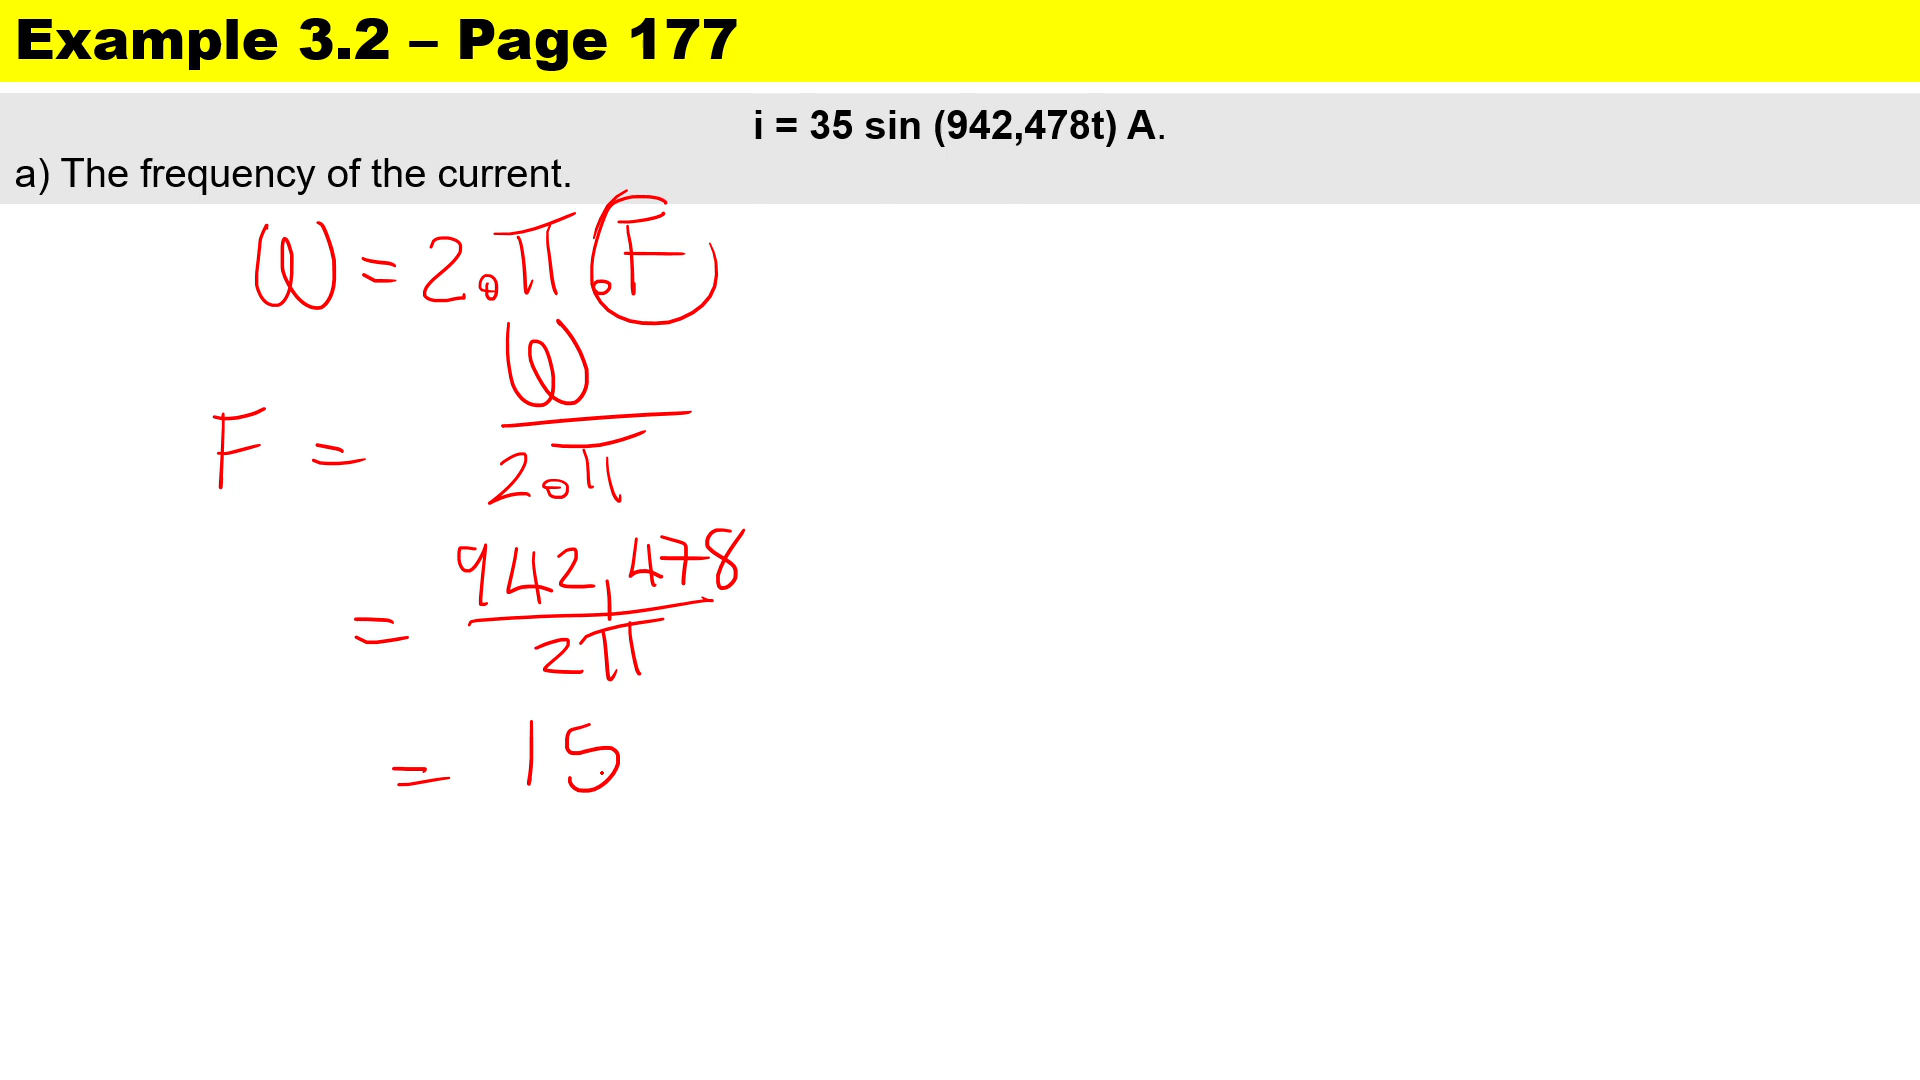 Example 3.2 – Page 177
i = 35 sin (942,478t) A.
a) The frequency of the current.
ω = 2.π.F
F = ω / 2.π
= 942,478 / 2π
= 15